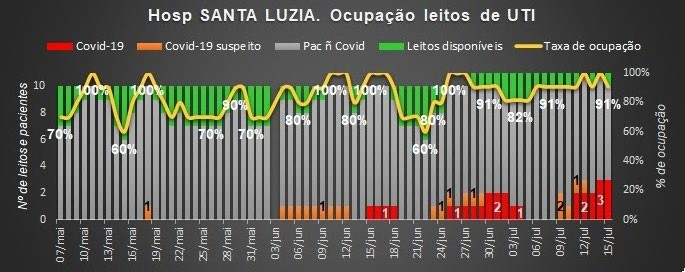 Hosp SANTA LUZIA. Ocupação leitos de UTI
Covid-19 Covid-19 suspeito Pac ñ Covid Leitos disponíveis Taxa de ocupação
Nº de leitos e pacientes
10
8
6
4
2
0
100%
80%
60%
40%
20%
0%
% de ocupação
70% 100% 60% 100% 70% 90% 70% 80% 100% 80% 100% 60% 80% 100% 91% 82% 91% 100% 91%
1 1 1 1 1 1 1 2 1 2 1 2 3
07/mai 10/mai 13/mai 16/mai 19/mai 22/mai 25/mai 28/mai 31/mai 03/jun 06/jun 09/jun 12/jun 15/jun 18/jun 21/jun 24/jun 27/jun 30/jun 03/jul 06/jul 09/jul 12/jul 15/jul